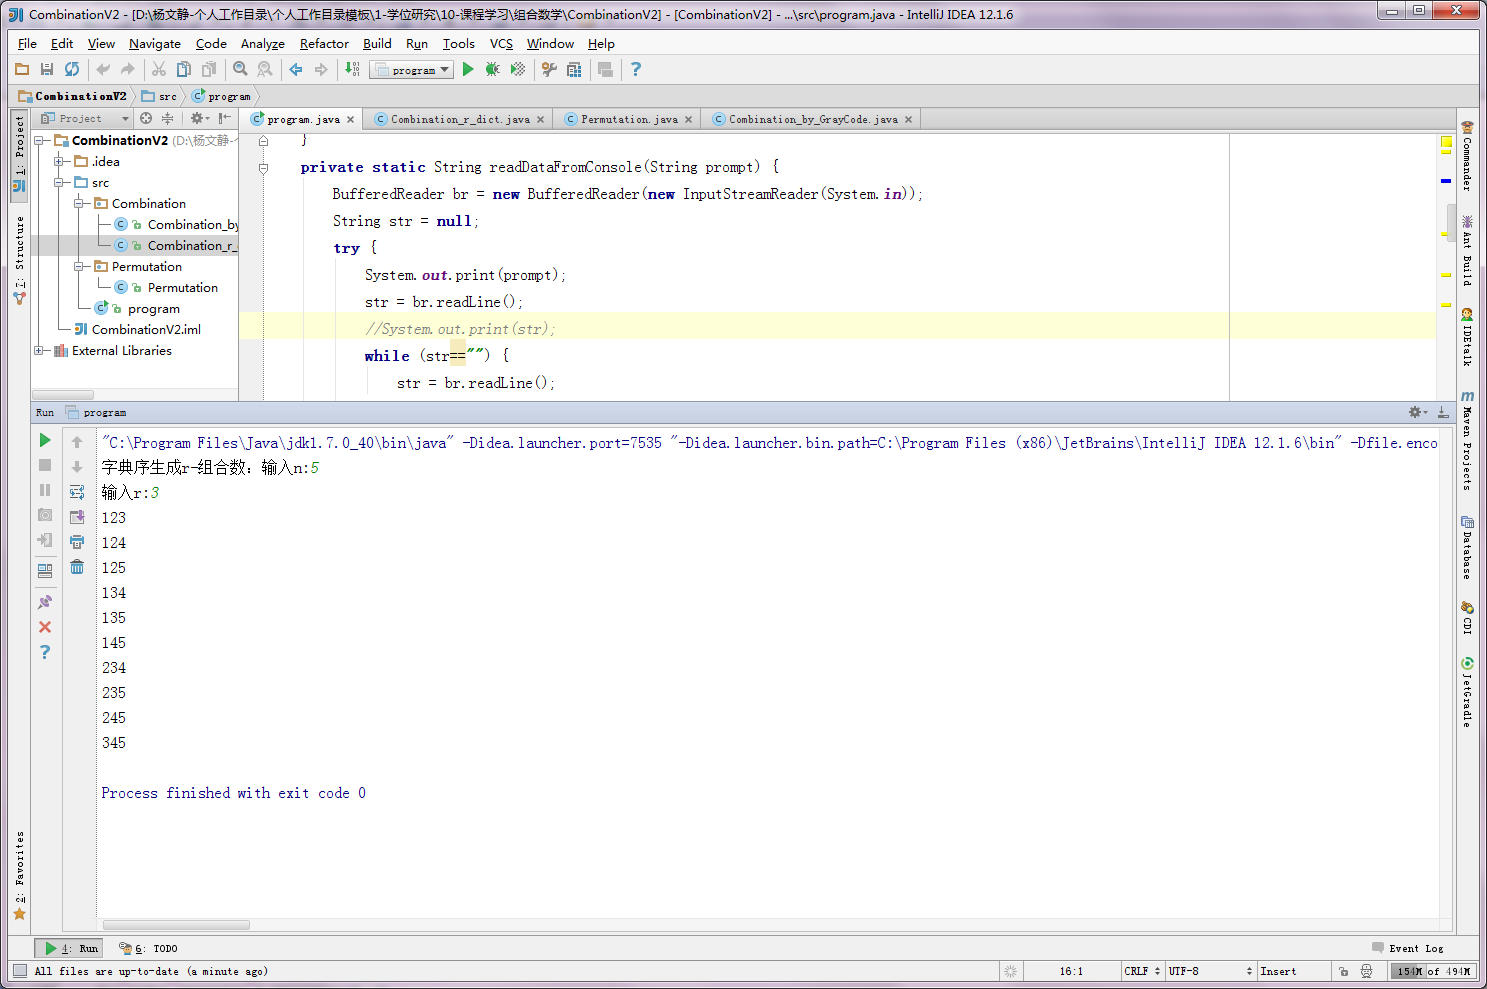 CombinationV2 - [D:\杨文静-个人工作目录\个人工作目录模板\1-学位研究\10-课程学习\组合数学\CombinationV2] - [CombinationV2] - ...\src\program.java - IntelliJ IDEA 12.1.6
File Edit View Navigate Code Analyze Refactor Build Run Tools VCS Window Help
program
CombinationV2 src program
1: Project
7: Structure
2: Favorites
Project
CombinationV2 (D:\杨文静-
.idea
src
Combination
Combination_by
Combination_r_
Permutation
Permutation
program
CombinationV2.iml
External Libraries
program.java Combination_r_dict.java Permutation.java Combination_by_GrayCode.java
}
private static String readDataFromConsole(String prompt) {
BufferedReader br = new BufferedReader(new InputStreamReader(System.in));
String str = null;
try {
System.out.print(prompt);
str = br.readLine();
//System.out.print(str);
while (str=="") {
str = br.readLine();
Commander
Ant Build
IDEtalk
Maven Projects
Database
CDI
JetGradle
Run program
"C:\Program Files\Java\jdk1.7.0_40\bin\java" -Didea.launcher.port=7535 "-Didea.launcher.bin.path=C:\Program Files (x86)\JetBrains\IntelliJ IDEA 12.1.6\bin" -Dfile.enco
字典序生成r-组合数：输入n:5
输入r:3
123
124
125
134
135
145
234
235
245
345
Process finished with exit code 0
4: Run 6: TODO Event Log
All files are up-to-date (a minute ago) 16:1 CRLF UTF-8 Insert 154M of 494M